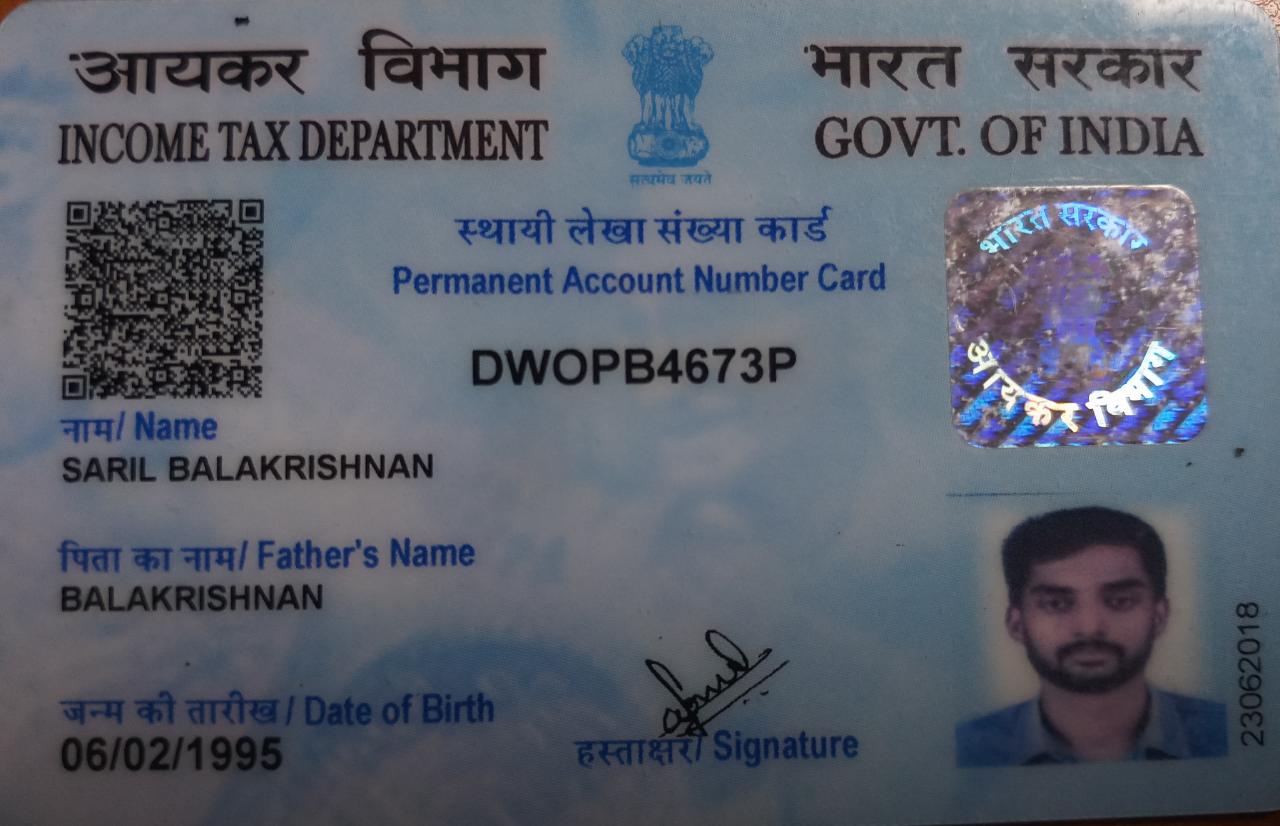 आयकर विभाग
INCOME TAX DEPARTMENT
सत्यमेव जयते
भारत सरकार
GOVT. OF INDIA
स्थायी लेखा संख्या कार्ड
Permanent Account Number Card
DWOPB4673P
भारत सरकार
आयकर विभाग
नाम/ Name
SARIL BALAKRISHNAN
पिता का नाम/ Father's Name
BALAKRISHNAN
जन्म की तारीख / Date of Birth
06/02/1995
हस्ताक्षर/ Signature
23062018